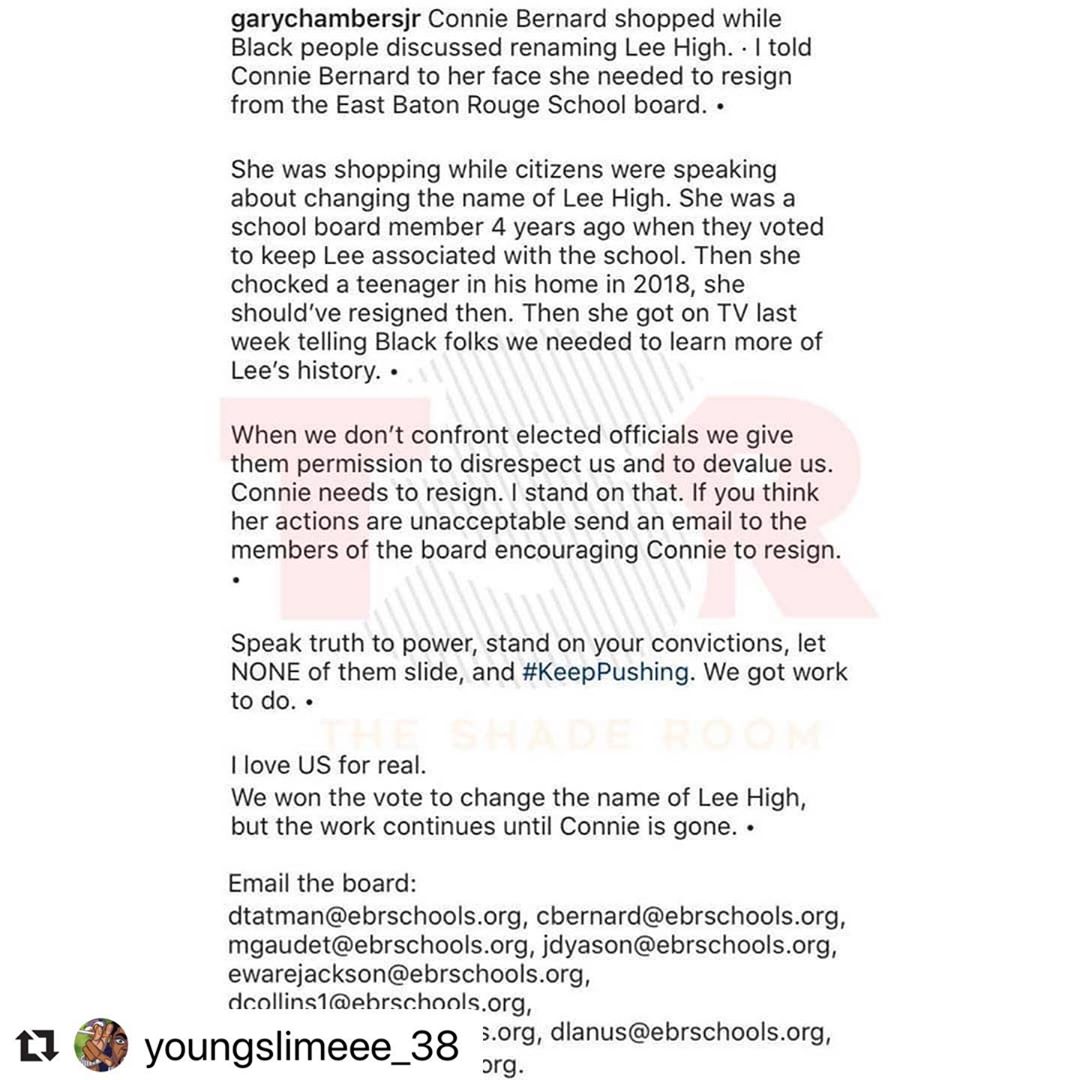 garychambersjr Connie Bernard shopped while
Black people discussed renaming Lee High. · I told
Connie Bernard to her face she needed to resign
from the East Baton Rouge School board. •
She was shopping while citizens were speaking
about changing the name of Lee High. She was a
school board member 4 years ago when they voted
to keep Lee associated with the school. Then she
chocked a teenager in his home in 2018, she
should've resigned then. Then she got on TV last
week telling Black folks we needed to learn more of
Lee's history. •
When we don't confront elected officials we give
them permission to disrespect us and to devalue us.
Connie needs to resign. I stand on that. If you think
her actions are unacceptable send an email to the
members of the board encouraging Connie to resign.
•
Speak truth to power, stand on your convictions, let
NONE of them slide, and #KeepPushing. We got work
to do. •
I love US for real.
We won the vote to change the name of Lee High,
but the work continues until Connie is gone. •
Email the board:
dtatman@ebrschools.org, cbernard@ebrschools.org,
mgaudet@ebrschools.org, jdyason@ebrschools.org,
ewarejackson@ebrschools.org,
dcollins1@ebrschools.org,
s.org, dlanus@ebrschools.org,
org.
youngslimeee_38
TSR
THE SHADE ROOM